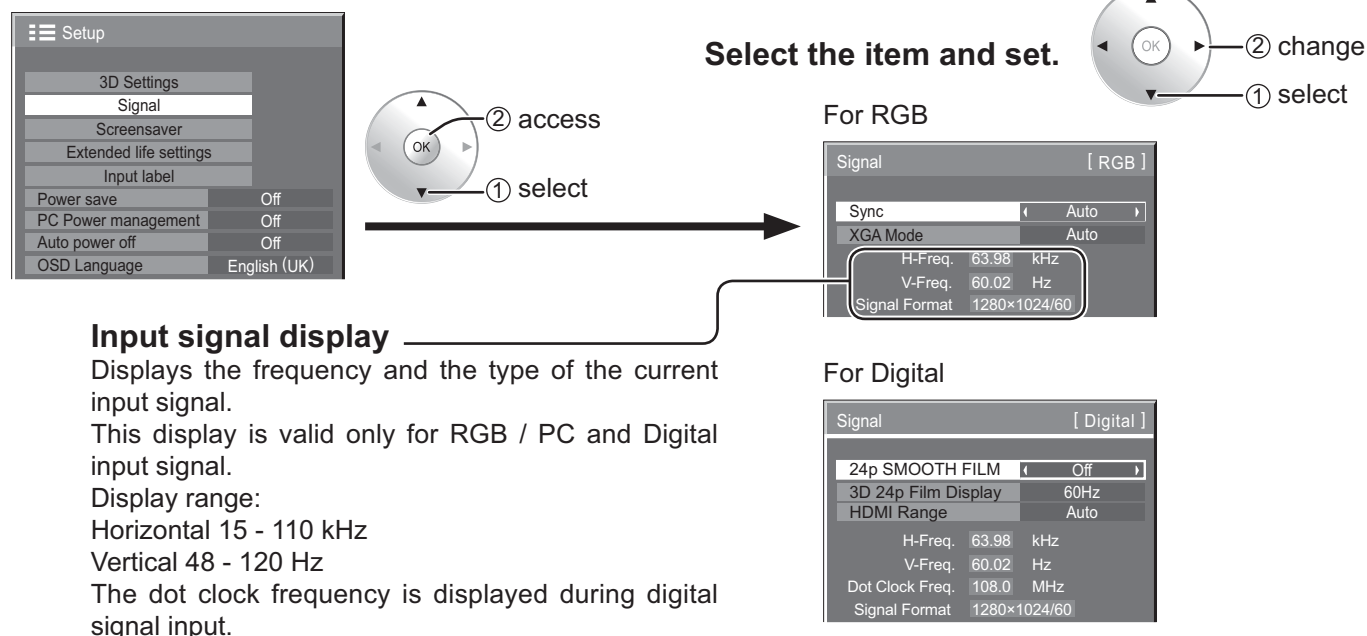 Setup
3D Settings
Signal
Screensaver
Extended life settings
Input label
Power save Off
PC Power management Off
Auto power off Off
OSD Language English (UK)
OK
② access
① select
Select the item and set.
OK
② change
① select
For RGB
Signal [ RGB ]
Sync Auto
XGA Mode Auto
H-Freq. 63.98 kHz
V-Freq. 60.02 Hz
Signal Format 1280×1024/60
Input signal display
Displays the frequency and the type of the current
input signal.
This display is valid only for RGB / PC and Digital
input signal.
Display range:
Horizontal 15 - 110 kHz
Vertical 48 - 120 Hz
The dot clock frequency is displayed during digital
signal input.
For Digital
Signal [ Digital ]
24p SMOOTH FILM Off
3D 24p Film Display 60Hz
HDMI Range Auto
H-Freq. 63.98 kHz
V-Freq. 60.02 Hz
Dot Clock Freq. 108.0 MHz
Signal Format 1280×1024/60